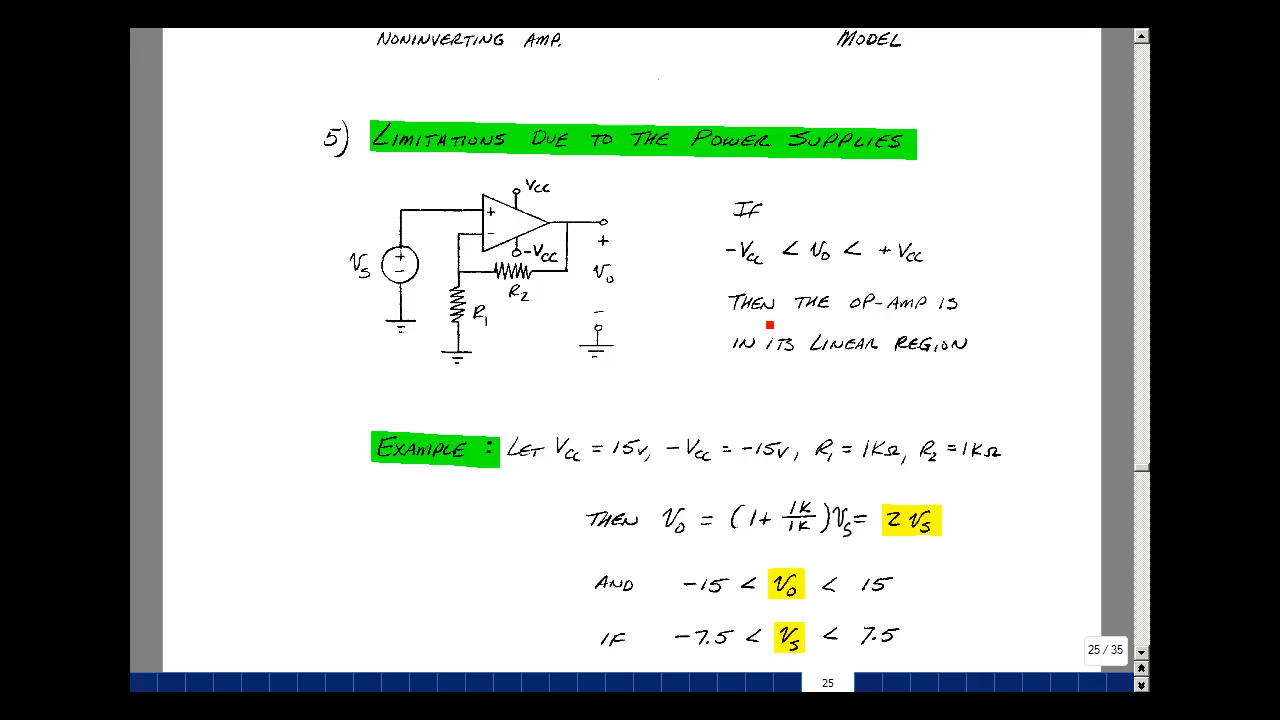 NONINVERTING AMP. MODEL
5) LIMITATIONS DUE TO THE POWER SUPPLIES
VCC
+
-
-VCC
VS
+
-
R2
R1
+
VO
-
IF
-VCC < VO < +VCC
THEN THE OP-AMP IS
IN ITS LINEAR REGION
EXAMPLE: LET VCC = 15V, -VCC = -15V, R1 = 1KΩ, R2 = 1KΩ
THEN VO = (1+ 1K/1K)VS = 2VS
AND -15 < VO < 15
IF -7.5 < VS < 7.5
25 / 35
25